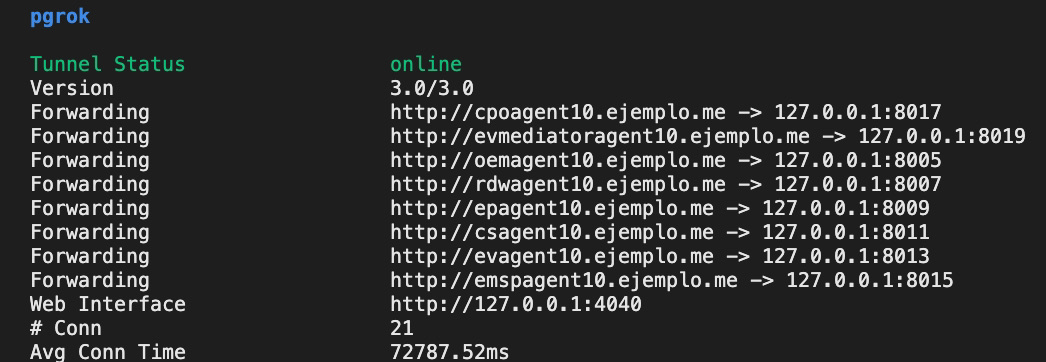 pgrok
Tunnel Status online
Version 3.0/3.0
Forwarding http://cpoagent10.ejemplo.me -> 127.0.0.1:8017
Forwarding http://evmediatoragent10.ejemplo.me -> 127.0.0.1:8019
Forwarding http://oemagent10.ejemplo.me -> 127.0.0.1:8005
Forwarding http://rdwagent10.ejemplo.me -> 127.0.0.1:8007
Forwarding http://epagent10.ejemplo.me -> 127.0.0.1:8009
Forwarding http://csagent10.ejemplo.me -> 127.0.0.1:8011
Forwarding http://evagent10.ejemplo.me -> 127.0.0.1:8013
Forwarding http://emspagent10.ejemplo.me -> 127.0.0.1:8015
Web Interface http://127.0.0.1:4040
# Conn 21
Avg Conn Time 72787.52ms